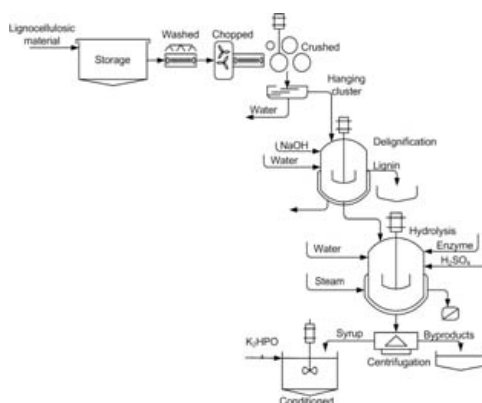 Lignocellulosic
material
Storage
Washed
Chopped
Crushed
Water
Hanging
cluster
NaOH
Water
Delignification
Lignin
Hydrolysis
Water
Enzyme
H₂SO₄
Steam
K₂HPO
Syrup
Byproducts
Centrifugation
Conditioned